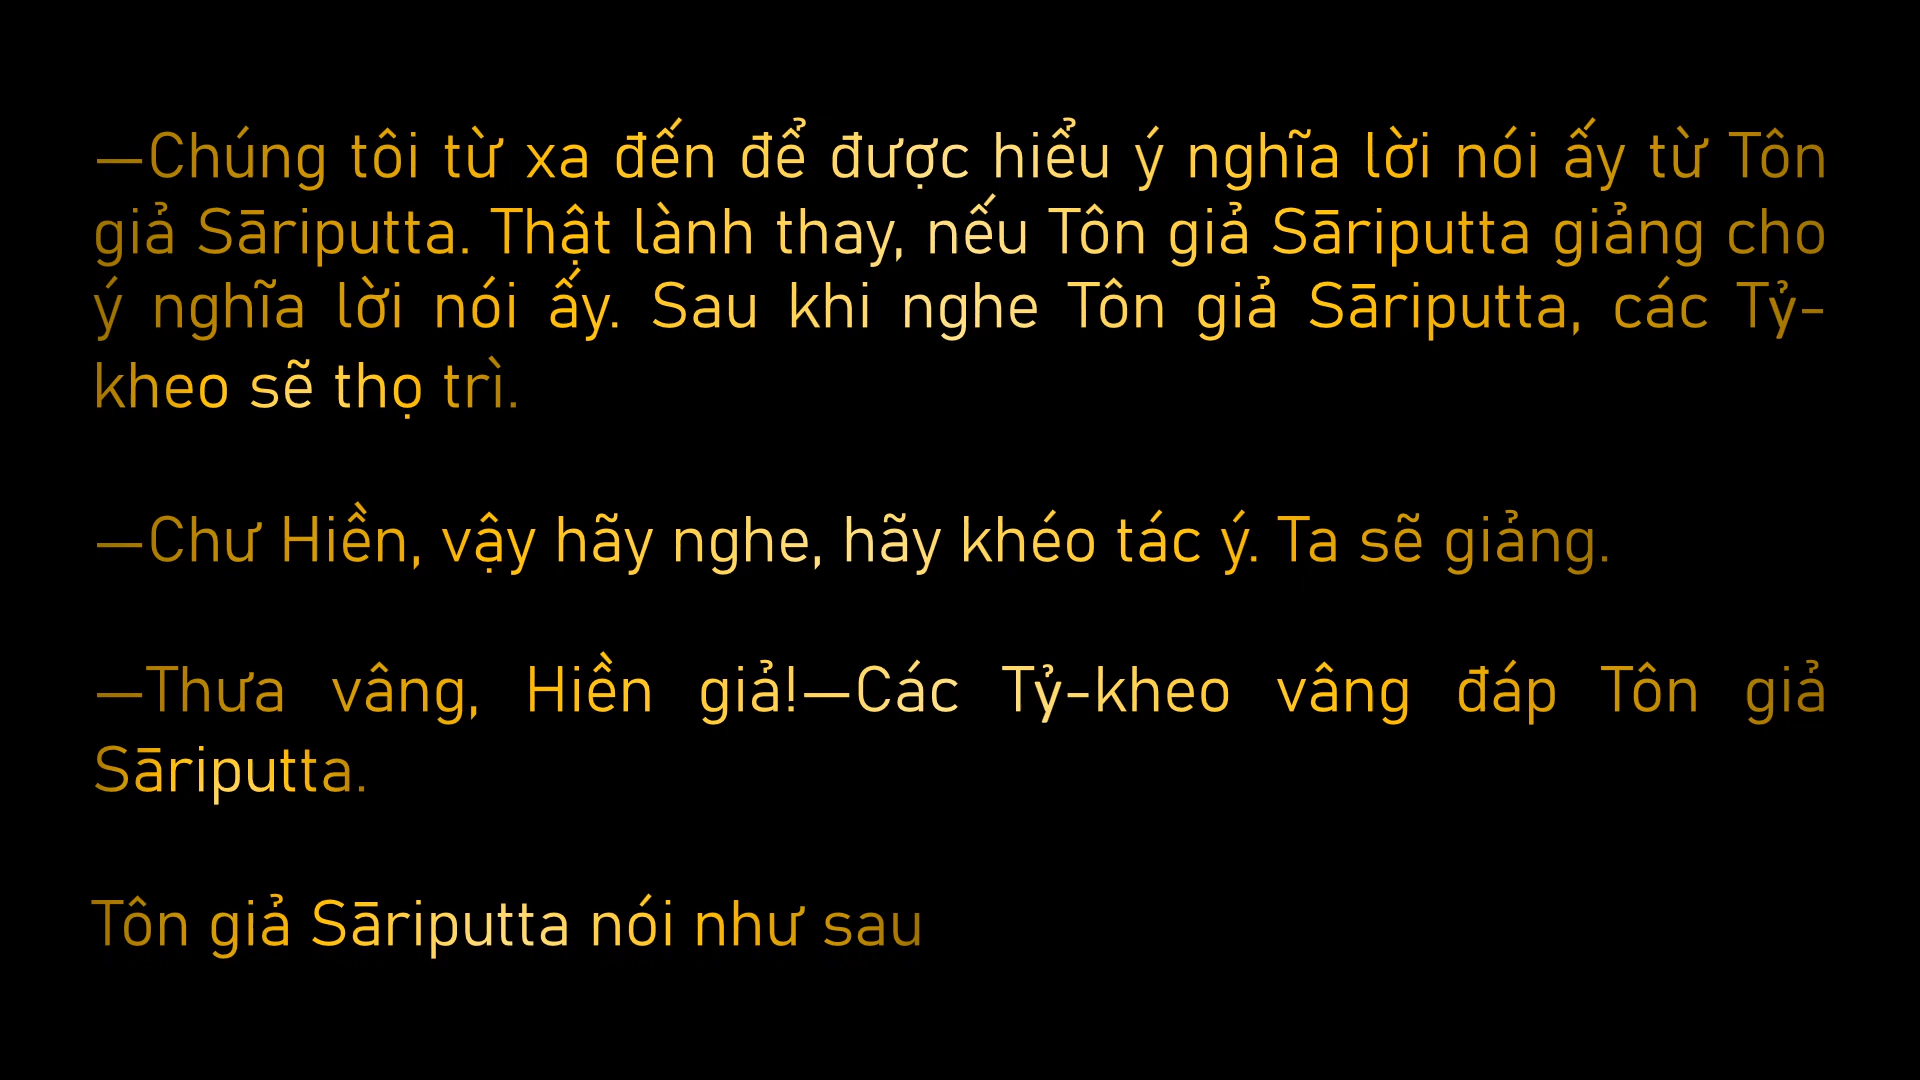 —Chúng tôi từ xa đến để được hiểu ý nghĩa lời nói ấy từ Tôn
giả Sāriputta. Thật lành thay, nếu Tôn giả Sāriputta giảng cho
ý nghĩa lời nói ấy. Sau khi nghe Tôn giả Sāriputta, các Tỷ-
kheo sẽ thọ trì.
—Chư Hiền, vậy hãy nghe, hãy khéo tác ý. Ta sẽ giảng.
—Thưa vâng, Hiền giả!—Các Tỷ-kheo vâng đáp Tôn giả
Sāriputta.
Tôn giả Sāriputta nói như sau